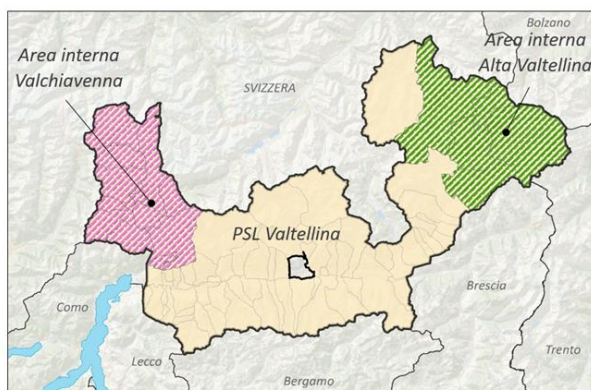 Bolzano
Area interna
Valchiavenna
Area interna
Alta Valtellina
SVIZZERA
PSL Valtellina
Como
Brescia
Lecco
Trento
Bergamo